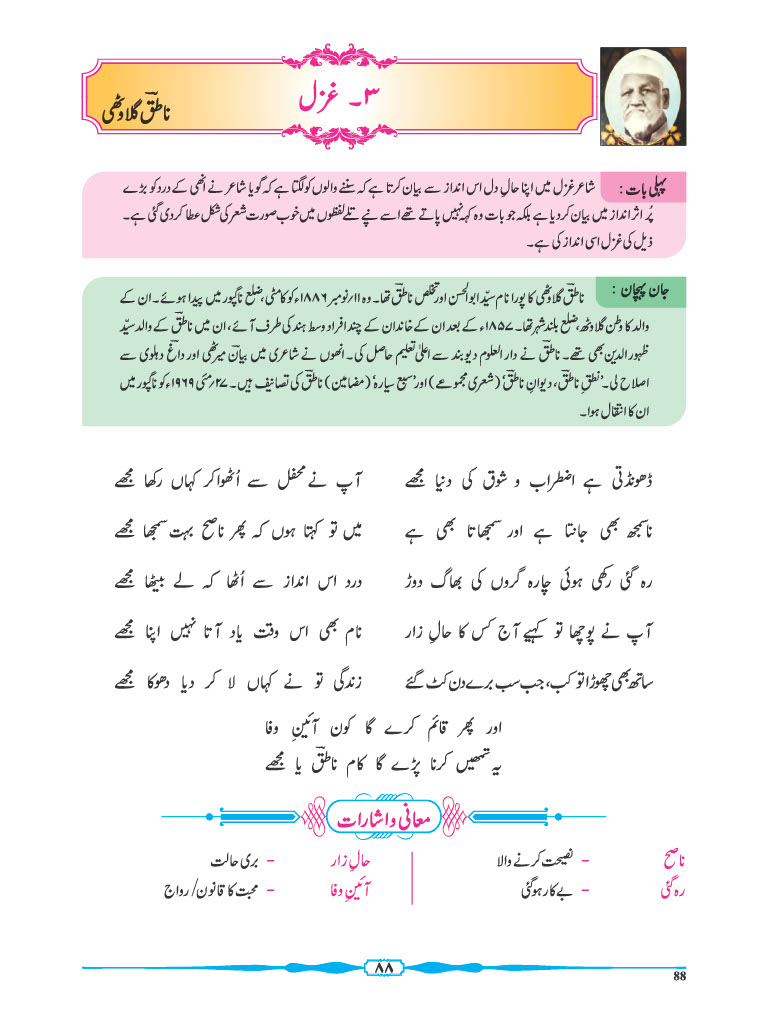 ۳۔ غزل
ناطقؔ گلاوٹھی
پہلی بات : شاعر غزل میں اپنا حالِ دل اس انداز سے بیان کرتا ہے کہ سننے والوں کو لگتا ہے کہ گویا شاعر نے انھی کے درد کو بڑے
پُر اثر انداز میں بیان کر دیا ہے بلکہ جو بات وہ کہہ نہیں پاتے تھے اسے نپے تلے لفظوں میں خوب صورت شعر کی شکل عطا کر دی گئی ہے۔
ذیل کی غزل اسی انداز کی ہے۔
جان پہچان : ناطقؔ گلاوٹھی کا پورا نام سیّد ابوالحسن اور تخلص ناطقؔ تھا۔ وہ ۱۱؍نومبر ۱۸۸۶ء کو کامٹی، ضلع ناگپور میں پیدا ہوئے۔ ان کے
والد کا وطن گلاوٹھ، ضلع بلند شہر تھا۔ ۱۸۵۷ء کے بعد ان کے خاندان کے چند افراد وسط ہند کی طرف آئے، ان میں ناطقؔ کے والد سیّد
ظہور الدین بھی تھے۔ ناطقؔ نے دار العلوم دیوبند سے اعلیٰ تعلیم حاصل کی۔ انھوں نے شاعری میں بیانؔ میرٹھی اور داغؔ دہلوی سے
اصلاح لی۔ ’نطقِ ناطقؔ، دیوانِ ناطقؔ‘ (شعری مجموعے) اور ’سبع سیارہ‘ (مضامین) ناطقؔ کی تصانیف ہیں۔ ۲۷؍مئی ۱۹۶۹ء کو ناگپور میں
ان کا انتقال ہوا۔
ڈھونڈتی ہے اضطراب و شوق کی دنیا مجھے آپ نے محفل سے اُٹھوا کر کہاں رکھا مجھے
ناسمجھ بھی جانتا ہے اور سمجھاتا بھی ہے میں تو کہتا ہوں کہ پھر ناصح بہت سمجھا مجھے
رہ گئی رکھی ہوئی چارہ گروں کی بھاگ دوڑ درد اس انداز سے اُٹھا کہ لے بیٹھا مجھے
آپ نے پوچھا تو کہیے آج کس کا حالِ زار نام بھی اس وقت یاد آتا نہیں اپنا مجھے
ساتھ بھی چھوڑا تو کب، جب سب برے دن کٹ گئے زندگی تو نے کہاں لا کر دیا دھوکا مجھے
اور پھر قائم کرے گا کون آئینِ وفا
یہ تمھیں کرنا پڑے گا کام ناطقؔ یا مجھے
معانی و اشارات
ناصح - نصیحت کرنے والا
رہ گئی - بے کار ہو گئی
حالِ زار - بری حالت
آئینِ وفا - محبت کا قانون/ رواج
۸۸
88